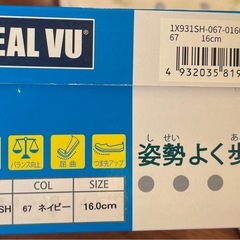 EAL VU
1X931SH-067-0160
67 16cm
4 932035 819
バランス向上
屈曲
つま先アップ
しせい
姿勢よく歩
COL
SIZE
SH
67 ネイビー
16.0cm